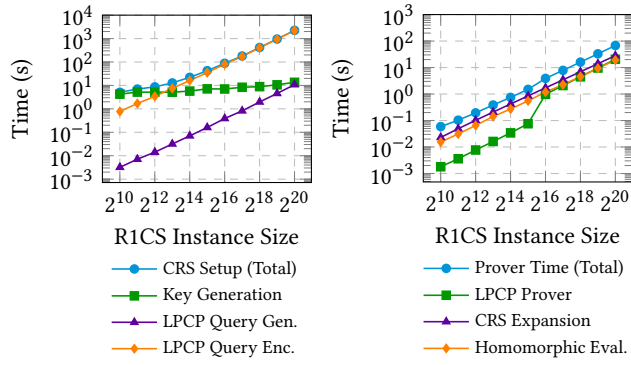 10^4
10^3
10^2
10^1
10^0
10^−1
10^−2
10^−3
Time (s)
2^10 2^12 2^14 2^16 2^18 2^20
R1CS Instance Size
CRS Setup (Total)
Key Generation
LPCP Query Gen.
LPCP Query Enc.
10^3
10^2
10^1
10^0
10^−1
10^−2
10^−3
Time (s)
2^10 2^12 2^14 2^16 2^18 2^20
R1CS Instance Size
Prover Time (Total)
LPCP Prover
CRS Expansion
Homomorphic Eval.